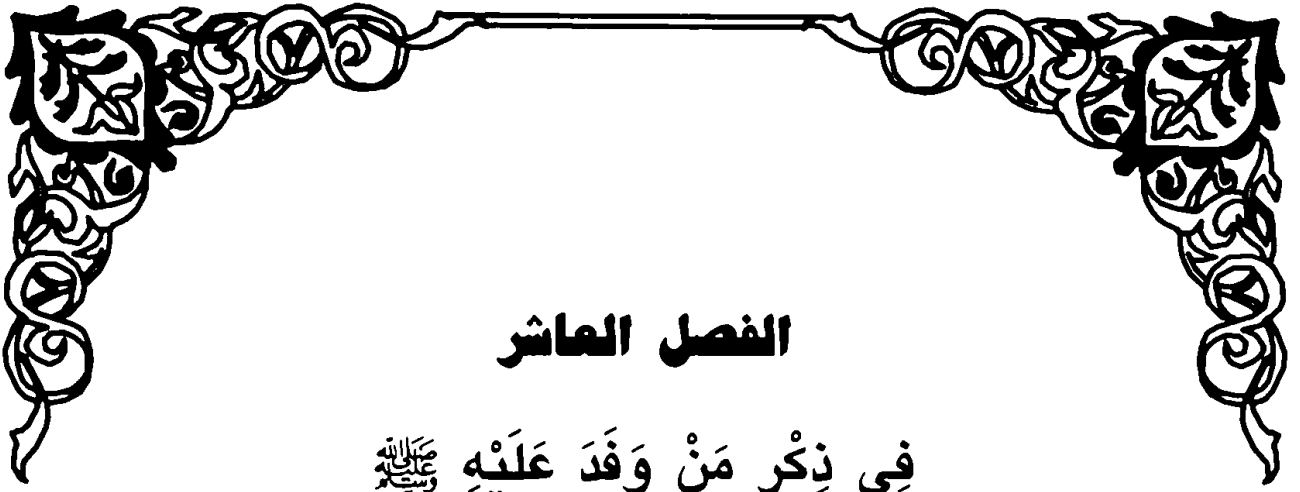 الفصل العاشر
فِي ذِكْرِ مَنْ وَفَدَ عَلَيْهِ ﷺ